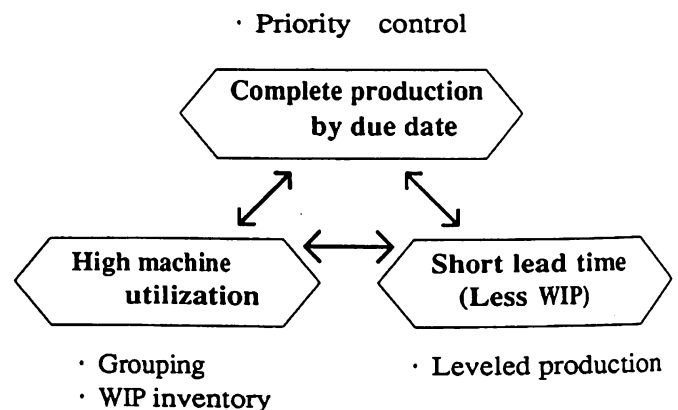 · Priority control
Complete production
by due date
High machine
utilization
Short lead time
(Less WIP)
· Grouping
· WIP inventory
· Leveled production